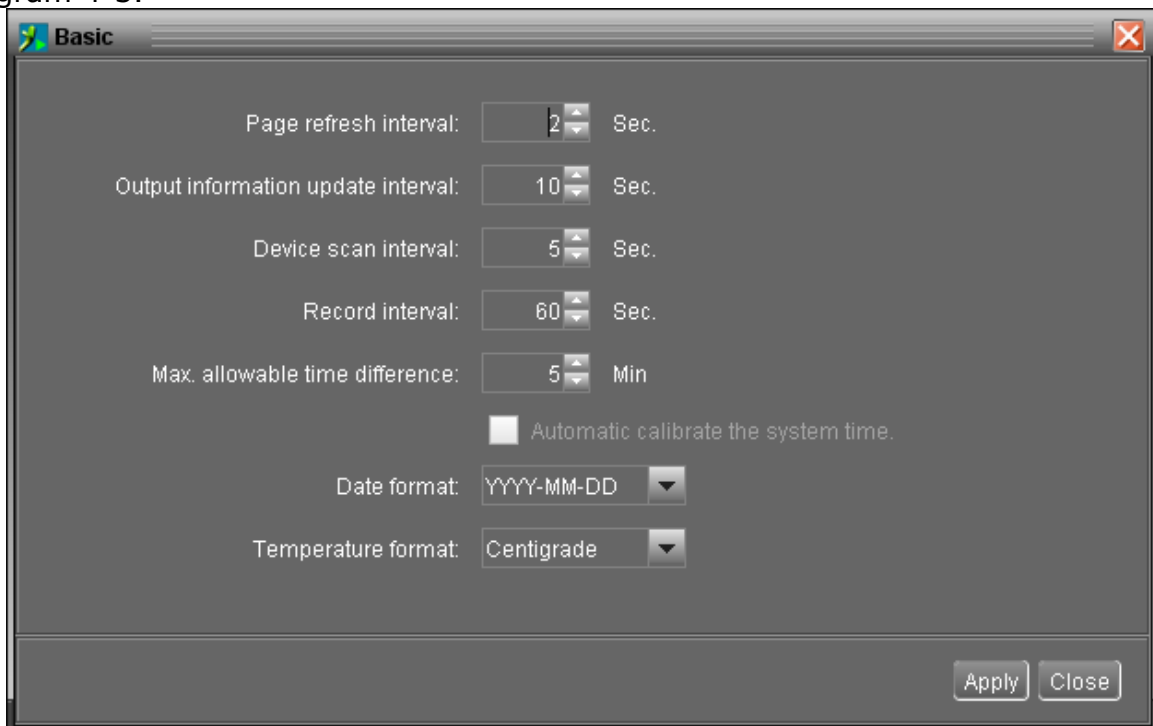 Basic
Page refresh interval: 2 Sec.
Output information update interval: 10 Sec.
Device scan interval: 5 Sec.
Record interval: 60 Sec.
Max. allowable time difference: 5 Min
Automatic calibrate the system time.
Date format: YYYY-MM-DD
Temperature format: Centigrade
Apply Close